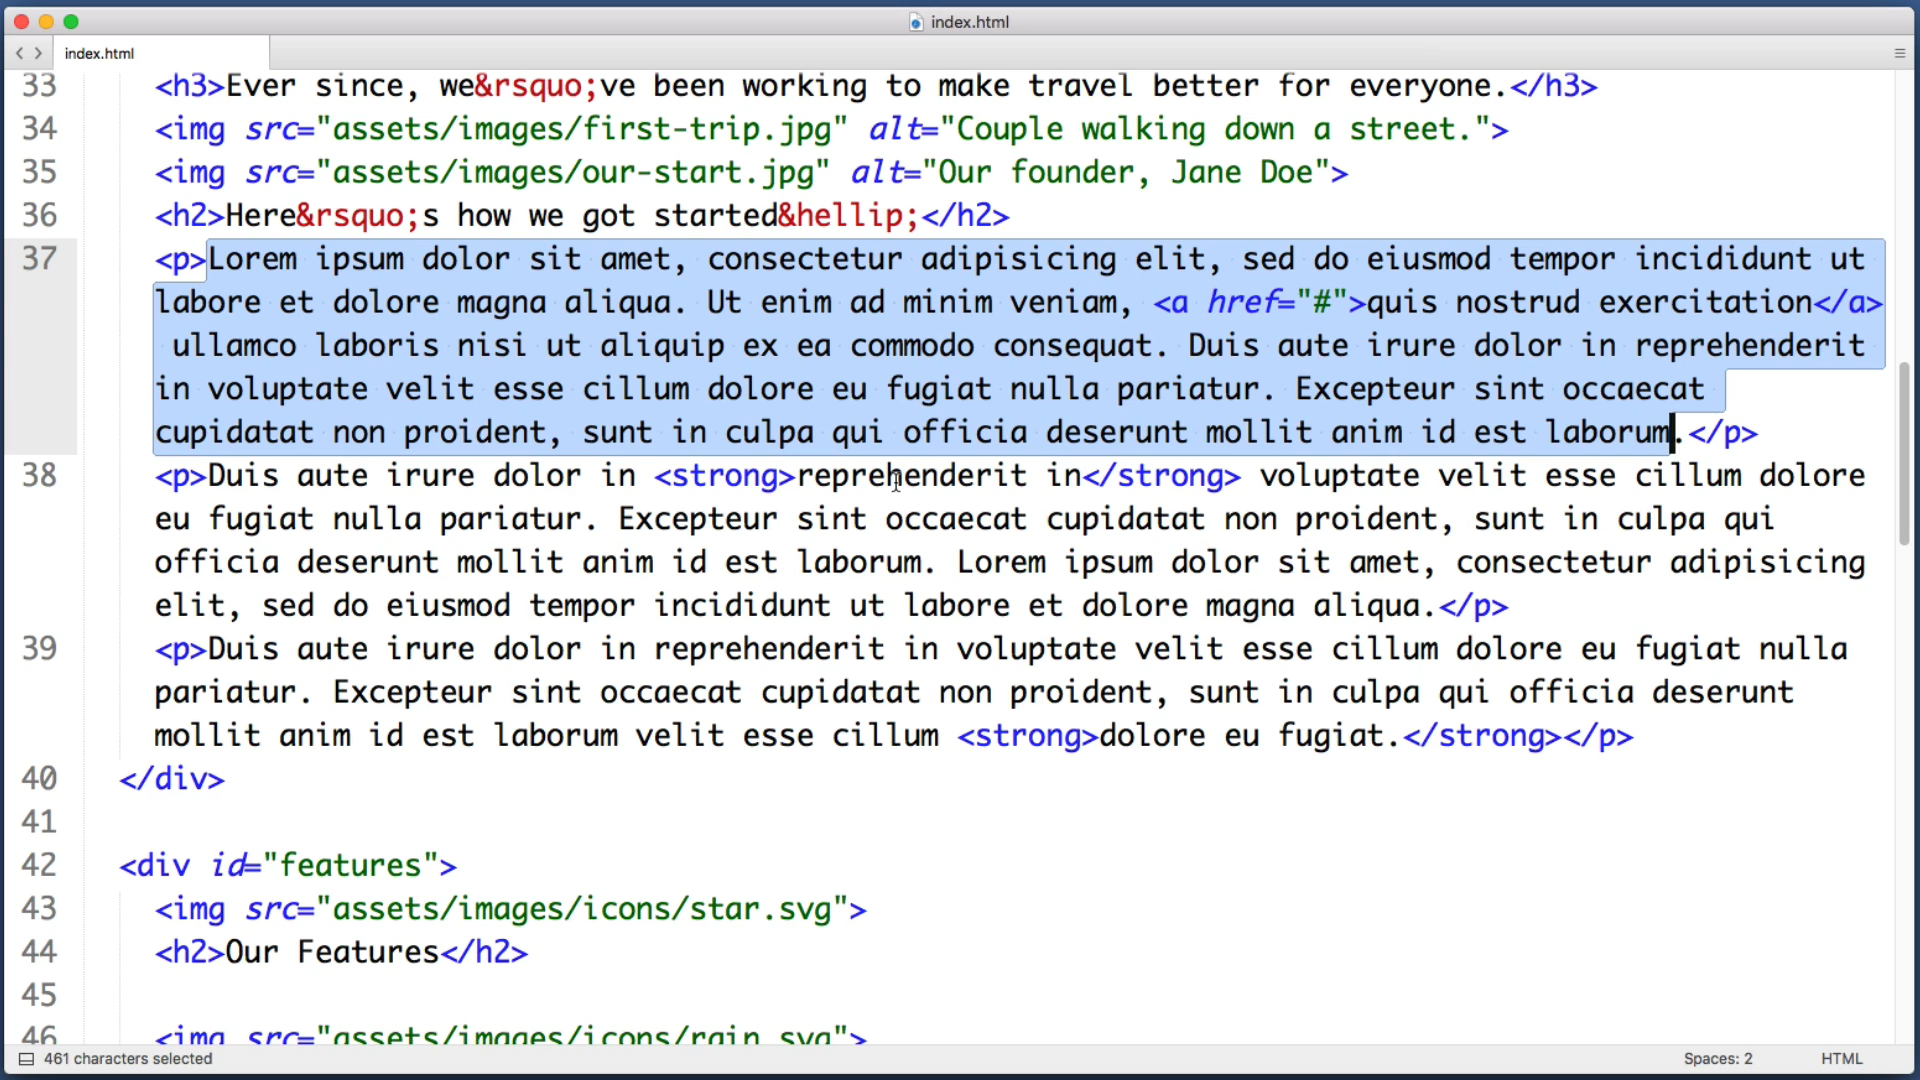 index.html
index.html
33 <h3>Ever since, we&rsquo;ve been working to make travel better for everyone.</h3>
34 <img src="assets/images/first-trip.jpg" alt="Couple walking down a street.">
35 <img src="assets/images/our-start.jpg" alt="Our founder, Jane Doe">
36 <h2>Here&rsquo;s how we got started&hellip;</h2>
37 <p>Lorem ipsum dolor sit amet, consectetur adipisicing elit, sed do eiusmod tempor incididunt ut
labore et dolore magna aliqua. Ut enim ad minim veniam, <a href="#">quis nostrud exercitation</a>
ullamco laboris nisi ut aliquip ex ea commodo consequat. Duis aute irure dolor in reprehenderit
in voluptate velit esse cillum dolore eu fugiat nulla pariatur. Excepteur sint occaecat
cupidatat non proident, sunt in culpa qui officia deserunt mollit anim id est laborum.</p>
38 <p>Duis aute irure dolor in <strong>reprehenderit in</strong> voluptate velit esse cillum dolore
eu fugiat nulla pariatur. Excepteur sint occaecat cupidatat non proident, sunt in culpa qui
officia deserunt mollit anim id est laborum. Lorem ipsum dolor sit amet, consectetur adipisicing
elit, sed do eiusmod tempor incididunt ut labore et dolore magna aliqua.</p>
39 <p>Duis aute irure dolor in reprehenderit in voluptate velit esse cillum dolore eu fugiat nulla
pariatur. Excepteur sint occaecat cupidatat non proident, sunt in culpa qui officia deserunt
mollit anim id est laborum velit esse cillum <strong>dolore eu fugiat.</strong></p>
40 </div>
41
42 <div id="features">
43 <img src="assets/images/icons/star.svg">
44 <h2>Our Features</h2>
45
46 <img src="assets/images/icons/rain.svg">
461 characters selected
Spaces: 2
HTML